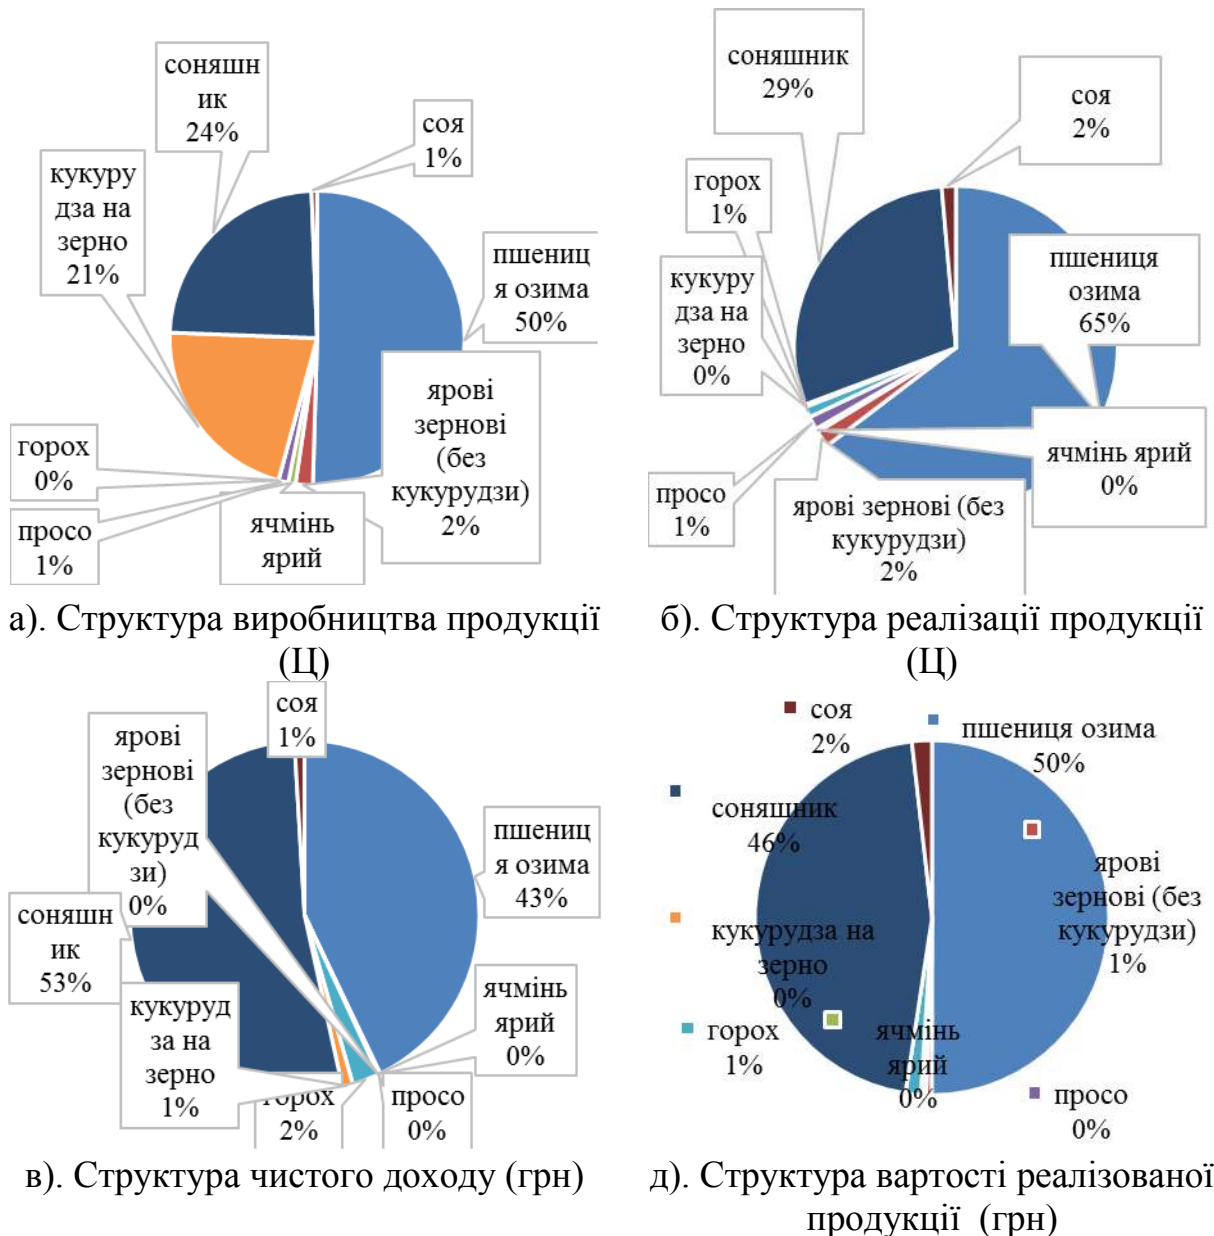 соняшн
ик
24%
соя
1%
кукуру
дза на
зерно
21%
пшениц
я озима
50%
ярові
зернові
(без
кукурудзи)
2%
горох
0%
просо
1%
ячмінь
ярий
а). Структура виробництва продукції
(Ц)
соняшник
29%
соя
2%
горох
1%
кукуру
дза на
зерно
0%
пшениця
озима
65%
ячмінь ярий
0%
просо
1%
ярові зернові (без
кукурудзи)
2%
б). Структура реалізації продукції
(Ц)
соя
1%
ярові
зернові
(без
кукуруд
зи)
0%
пшениц
я озима
43%
соняшн
ик
53%
кукуруд
за на
зерно
1%
горох
2%
ячмінь
ярий
0%
просо
0%
в). Структура чистого доходу (грн)
соя
2%
пшениця озима
50%
соняшник
46%
ярові
зернові (без
кукурудзи)
1%
кукурудза на
зерно
0%
горох
1%
ячмінь
ярий
0%
просо
0%
д). Структура вартості реалізованої
продукції (грн)